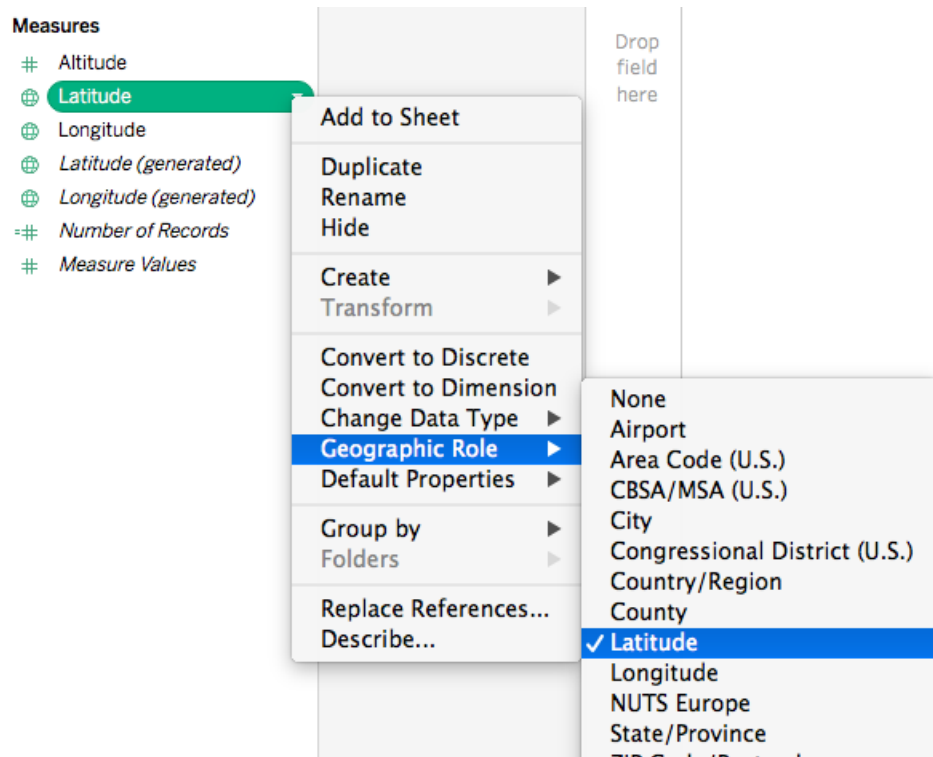 Measures
Altitude
Latitude
Longitude
Latitude (generated)
Longitude (generated)
Number of Records
Measure Values
Drop
field
here
Add to Sheet
Duplicate
Rename
Hide
Create
Transform
Convert to Discrete
Convert to Dimension
Change Data Type
Geographic Role
Default Properties
Group by
Folders
Replace References...
Describe...
None
Airport
Area Code (U.S.)
CBSA/MSA (U.S.)
City
Congressional District (U.S.)
Country/Region
County
Latitude
Longitude
NUTS Europe
State/Province